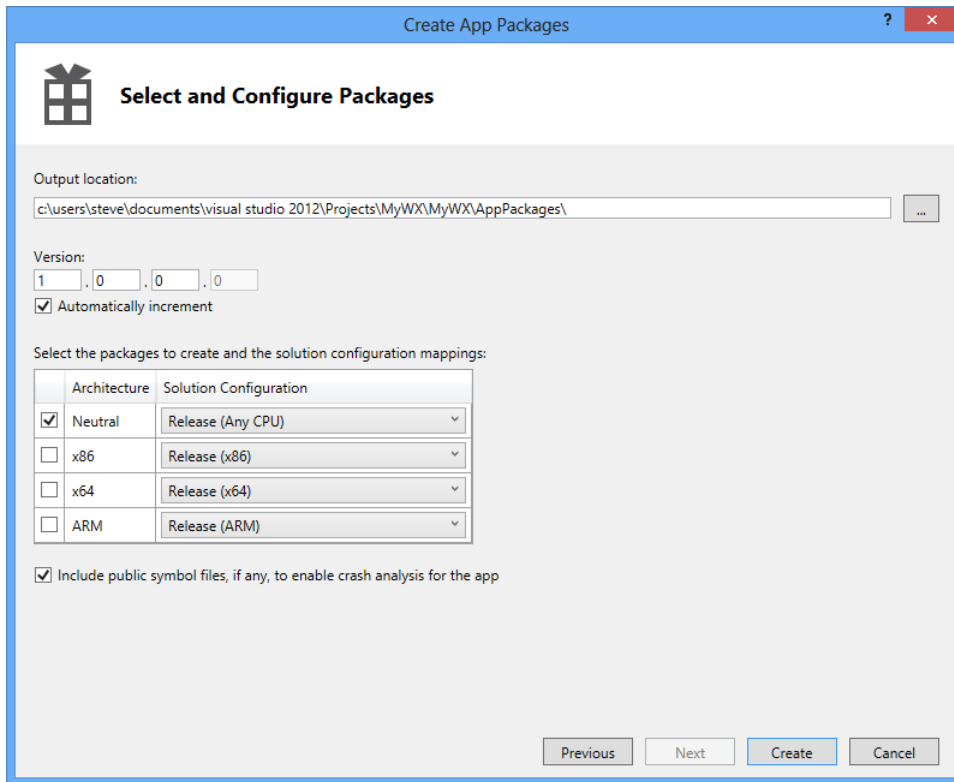 Create App Packages
?
Select and Configure Packages
Output location:
c:\users\steve\documents\visual studio 2012\Projects\MyWX\MyWX\AppPackages\
...
Version:
1 . 0 . 0 . 0
Automatically increment
Select the packages to create and the solution configuration mappings:
Architecture Solution Configuration
Neutral Release (Any CPU)
x86 Release (x86)
x64 Release (x64)
ARM Release (ARM)
Include public symbol files, if any, to enable crash analysis for the app
Previous Next Create Cancel